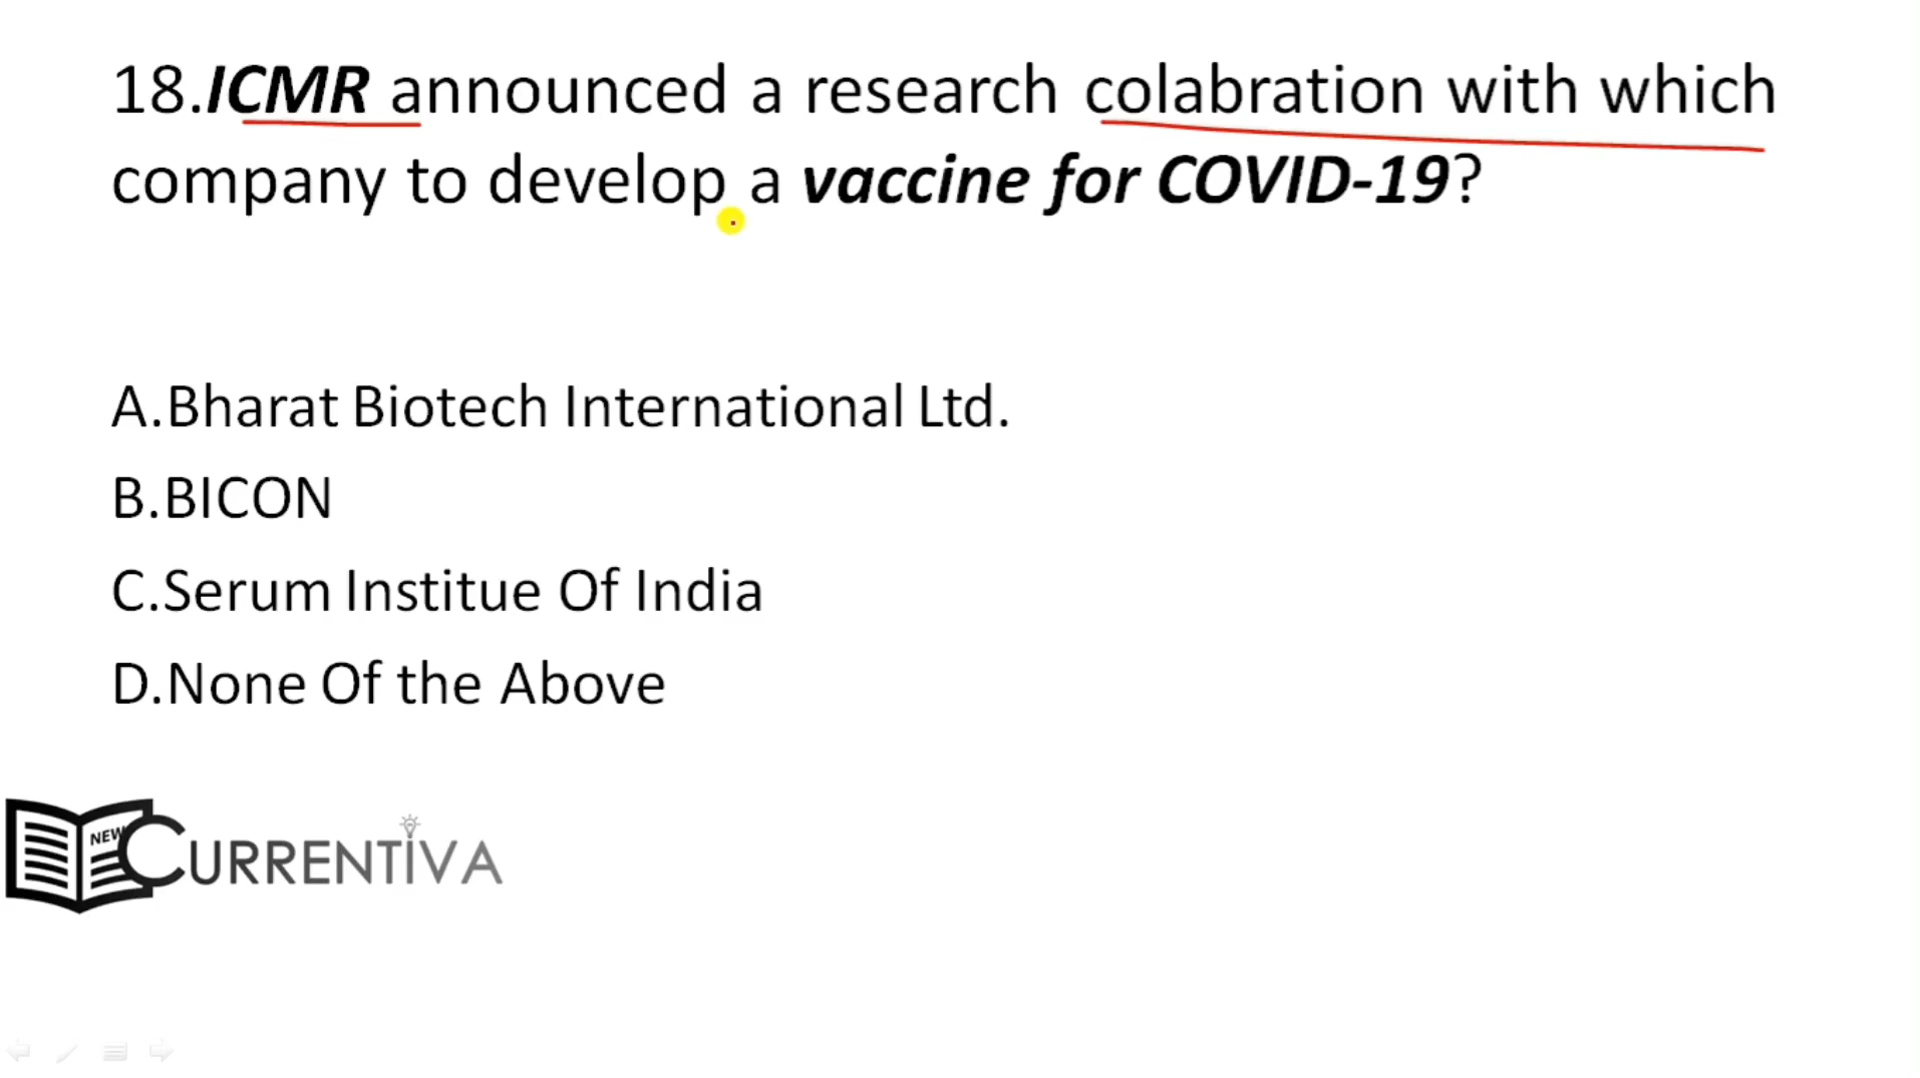 18.ICMR announced a research colabration with which
company to develop a vaccine for COVID-19?
A.Bharat Biotech International Ltd.
B.BICON
C.Serum Institue Of India
D.None Of the Above
NEW
CURRENTIVA